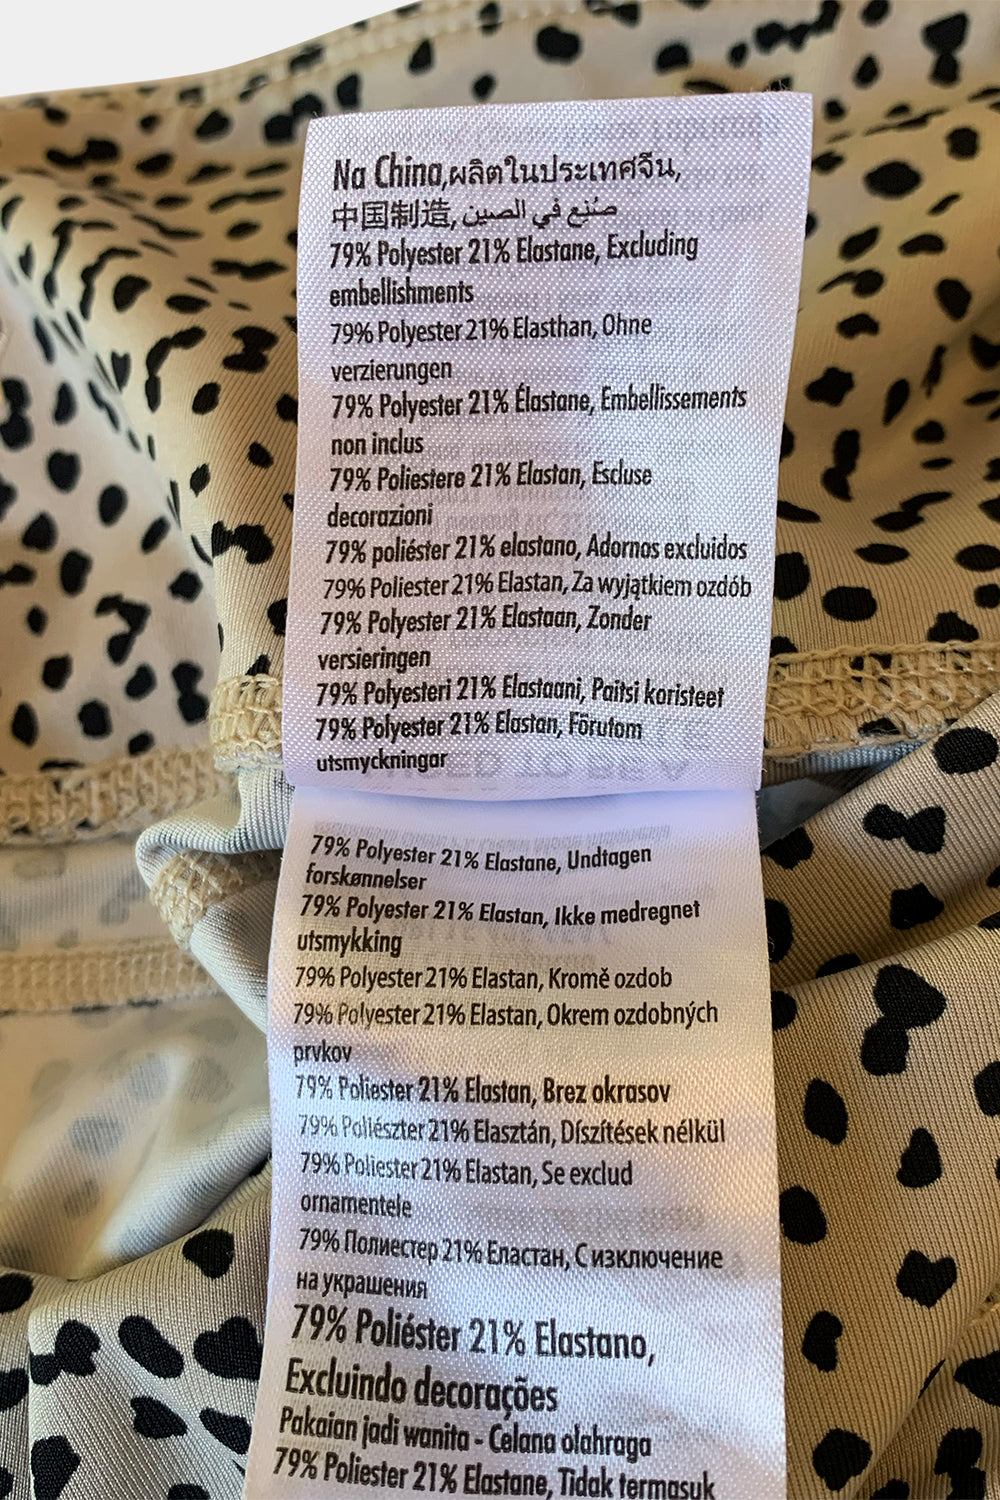 Na China,ผลิตในประเทศจีน,
中国制造, صُنِع في الصين
79% Polyester 21% Elastane, Excluding
embellishments
79% Polyester 21% Elasthan, Ohne
verzierungen
79% Polyester 21% Élastane, Embellissements
non inclus
79% Poliestere 21% Elastan, Escluse
decorazioni
79% poliéster 21% elastano, Adornos excluidos
79% Poliester 21% Elastan, Za wyjątkiem ozdób
79% Polyester 21% Elastaan, Zonder
versieringen
79% Polyesteri 21% Elastaani, Paitsi koristeet
79% Polyester 21% Elastan, Förutom
utsmyckningar
79% Polyester 21% Elastane, Undtagen
forskønnelser
79% Polyester 21% Elastan, Ikke medregnet
utsmykking
79% Polyester 21% Elastan, Kromě ozdob
79% Polyester 21% Elastan, Okrem ozdobných
prvkov
79% Poliester 21% Elastan, Brez okrasov
79% Poliészter 21% Elasztán, Díszítések nélkül
79% Poliester 21% Elastan, Se exclud
ornamentele
79% Полиестер 21% Еластан, С изключение
на украшения
79% Poliéster 21% Elastano,
Excluindo decorações
Pakaian jadi wanita - Celana olahraga
79% Poliester 21% Elastane, Tidak termasuk